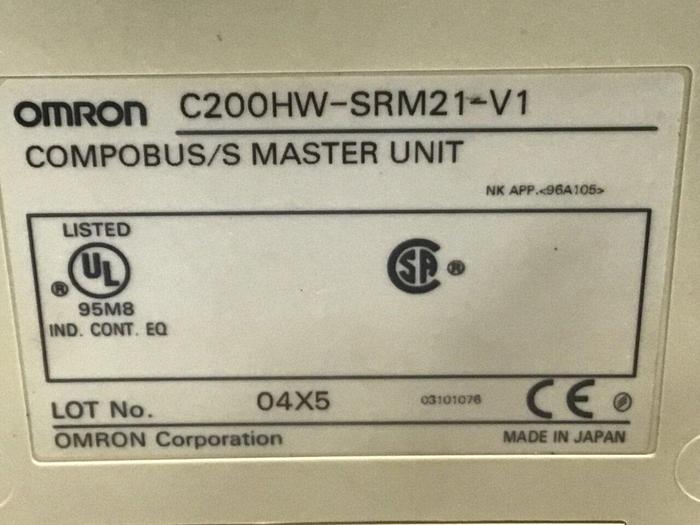 OMRON C200HW-SRM21-V1
COMPOBUS/S MASTER UNIT
NK APP.<96A105>
LISTED
UL ®
95M8
IND. CONT. EQ
SA ®
LOT No. 04X5 03101076 CE
OMRON Corporation MADE IN JAPAN